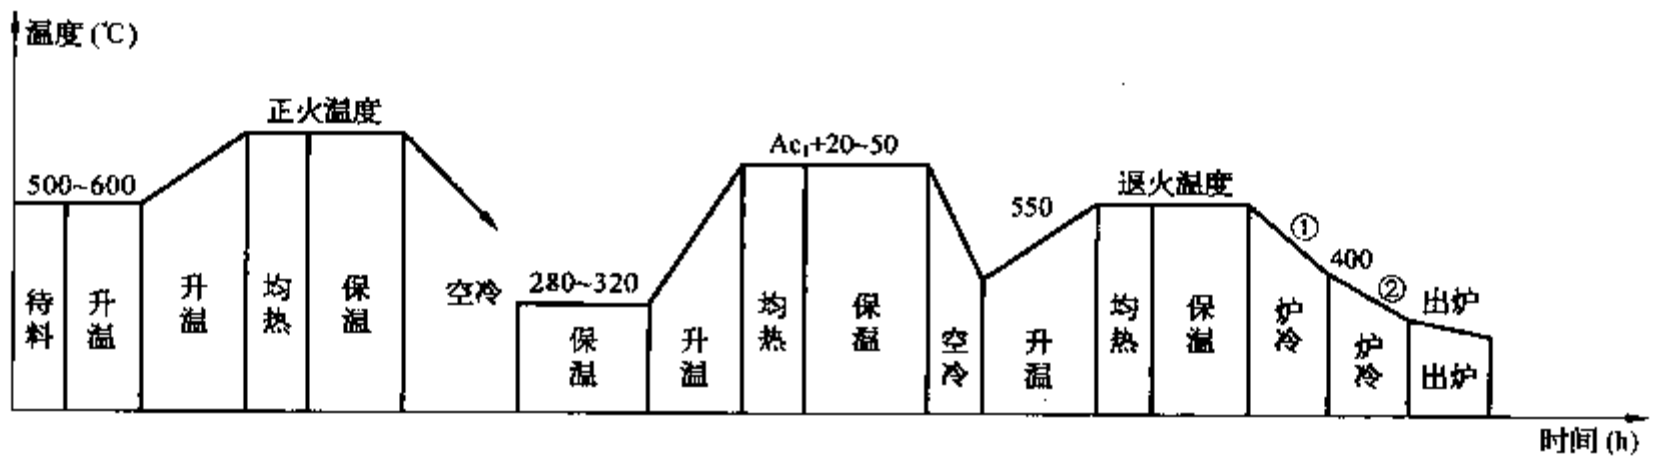 温度(℃)
正火温度
500~600
Ac₁+20~50
退火温度
550
①
400
②
280~320
出炉
待料
升温
升温
均热
保温
空冷
保温
升温
均热
保温
空冷
升温
均热
保温
炉冷
炉冷
出炉
时间(h)